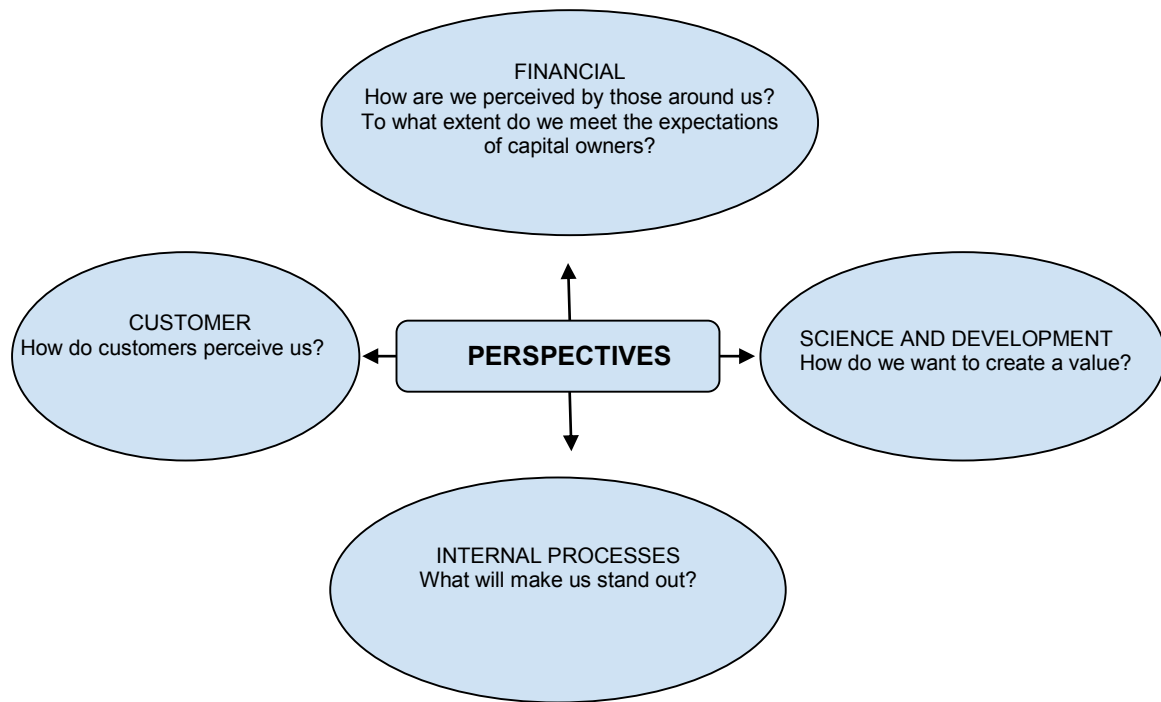 FINANCIAL
How are we perceived by those around us?
To what extent do we meet the expectations
of capital owners?
CUSTOMER
How do customers perceive us?
PERSPECTIVES
SCIENCE AND DEVELOPMENT
How do we want to create a value?
INTERNAL PROCESSES
What will make us stand out?